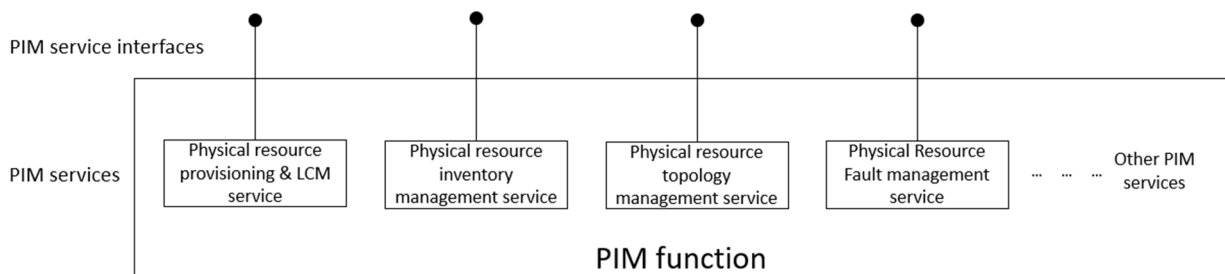 PIM service interfaces
PIM services
Physical resource
provisioning & LCM
service
Physical resource
inventory
management service
Physical resource
topology
management service
Physical Resource
Fault management
service
... ... ...
Other PIM
services
PIM function